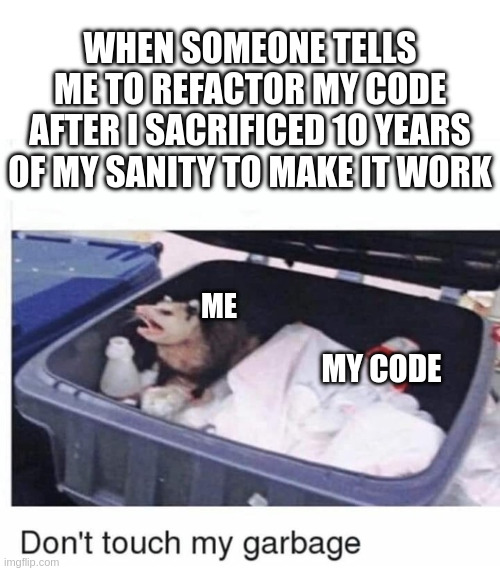 WHEN SOMEONE TELLS
ME TO REFACTOR MY CODE
AFTER I SACRIFICED 10 YEARS
OF MY SANITY TO MAKE IT WORK
ME
MY CODE
Don't touch my garbage
imgflip.com